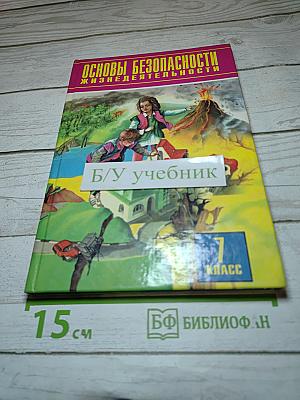 ОСНОВЫ БЕЗОПАСНОСТИ
ЖИЗНЕДЕЯТЕЛЬНОСТИ
Б/У учебник
7
КЛАСС
15 см
БФ БИБЛИОФАН